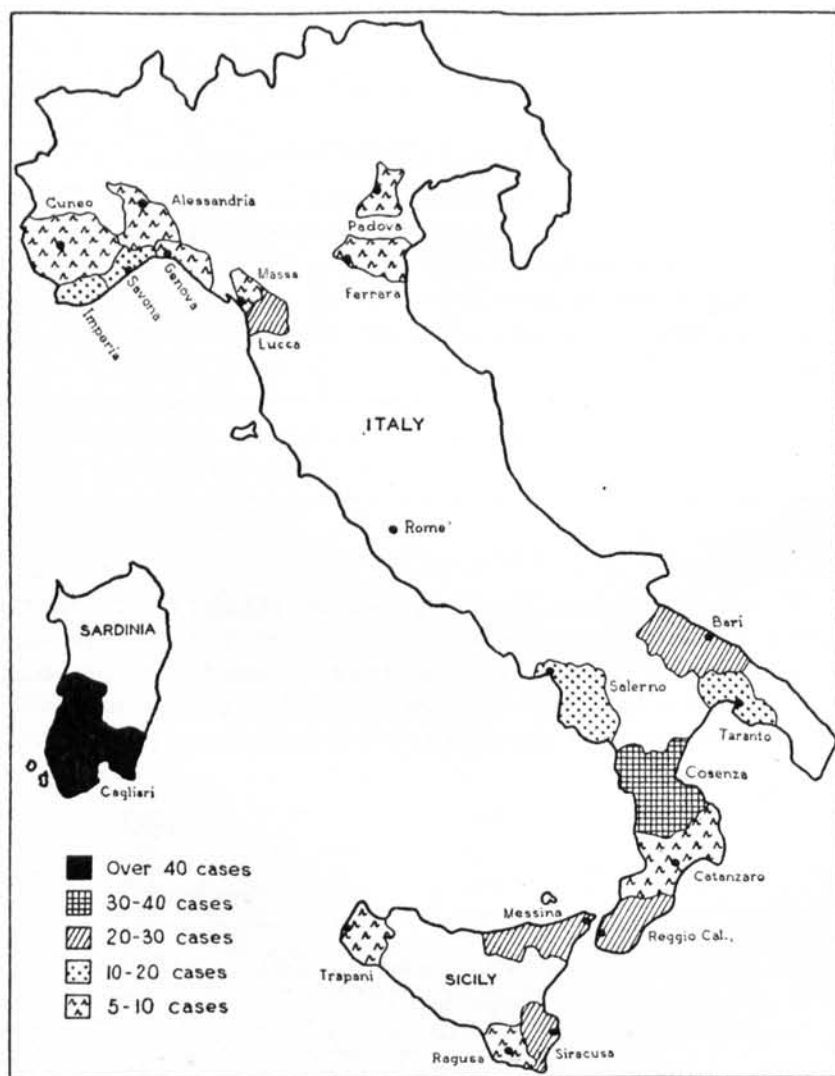 Cuneo
Alessandria
Padova
Massa
Ferrara
Genova
Savona
Imperia
Lucca
ITALY
Rome
SARDINIA
Bari
Salerno
Taranto
Cosenza
Cagliari
Catanzaro
Messina
Reggio Cal.,
Trapani
SICILY
Ragusa
Siracusa
Over 40 cases
30-40 cases
20-30 cases
10-20 cases
5-10 cases